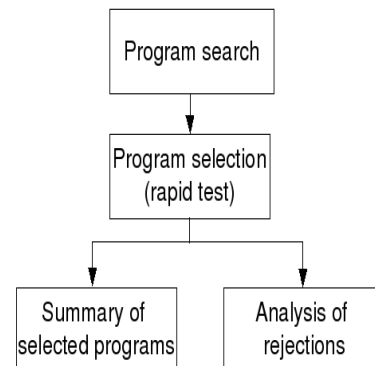 Program search
Program selection
(rapid test)
Summary of
selected programs
Analysis of
rejections